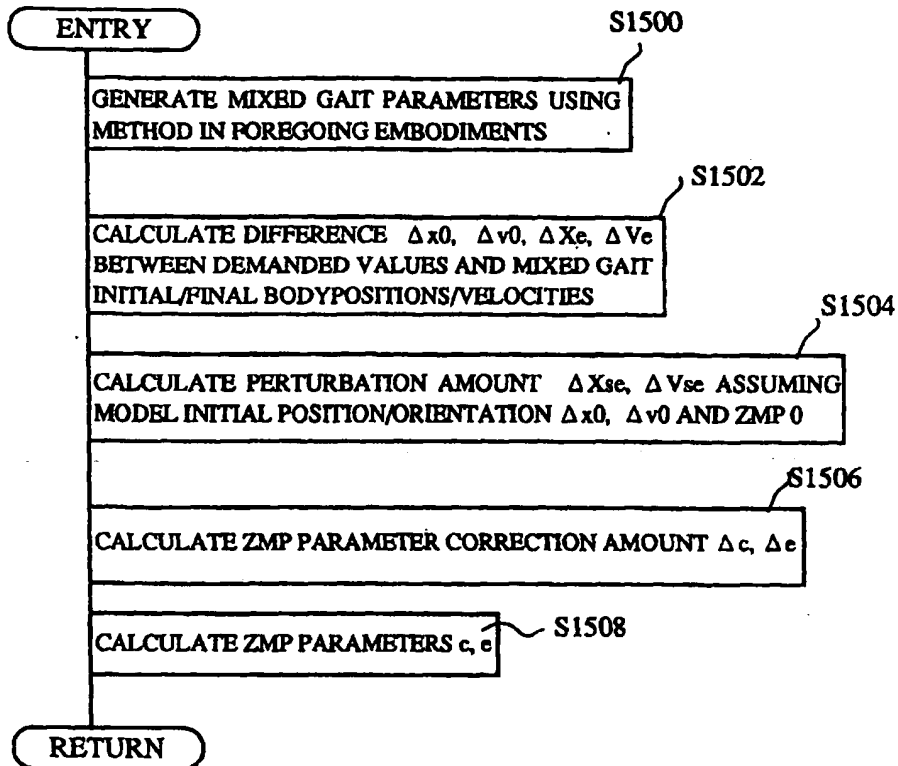 ENTRY
S1500
GENERATE MIXED GAIT PARAMETERS USING
METHOD IN FOREGOING EMBODIMENTS
S1502
CALCULATE DIFFERENCE Δx0, Δv0, ΔXe, ΔVe
BETWEEN DEMANDED VALUES AND MIXED GAIT
INITIAL/FINAL BODYPOSITIONS/VELOCITIES
S1504
CALCULATE PERTURBATION AMOUNT ΔXse, ΔVse ASSUMING
MODEL INITIAL POSITION/ORIENTATION Δx0, Δv0 AND ZMP 0
S1506
CALCULATE ZMP PARAMETER CORRECTION AMOUNT Δc, Δe
S1508
CALCULATE ZMP PARAMETERS c, e
RETURN